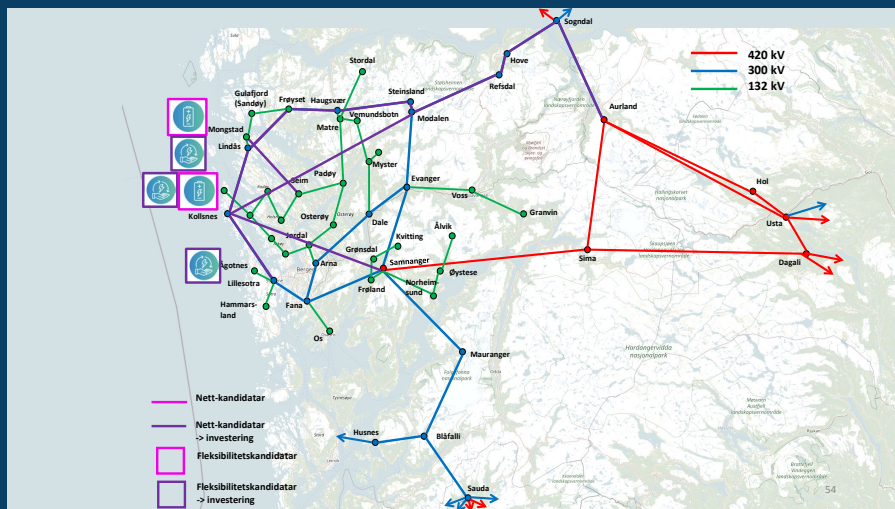 Sogndal
Hove
Refsdal
Stordal
Steinsland
Modalen
Gulafjord
(Sandøy)
Frøyset
Haugsvær
Matre
Vemundsbotn
Mongstad
Lindås
Myster
Evanger
Seim
Padøy
Voss
Granvin
Kollsnes
Osterøy
Dale
Ålvik
Kvitting
Grønsdal
Samnanger
Jordal
Arna
Ågotnes
Lillesotra
Hammars-
land
Fana
Os
Frøland
Norheim-
sund
Øystese
Mauranger
Husnes
Blåfalli
Sauda
Aurland
Hol
Usta
Dagali
Sima
420 kV
300 kV
132 kV
Hardangervidda
nasjonalpark
Nett-kandidatar
Nett-kandidatar
-> investering
Fleksibilitetskandidatar
Fleksibilitetskandidatar
-> investering
54